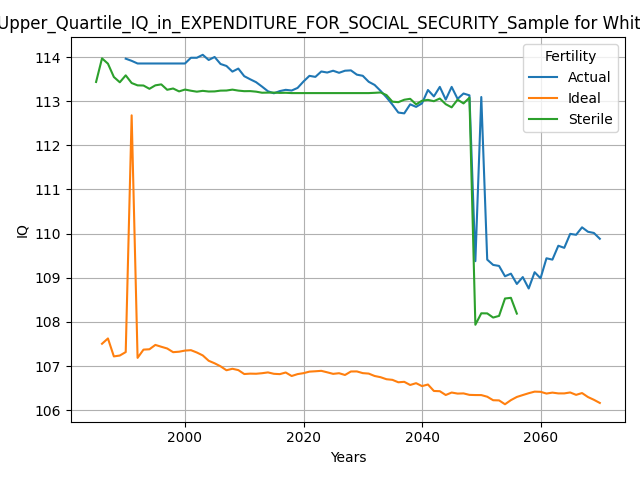 Upper_Quartile_IQ_in_EXPENDITURE_FOR_SOCIAL_SECURITY_Sample for Whit
Fertility
Actual
Ideal
Sterile
114
113
112
111
110
109
108
107
106
IQ
2000
2020
2040
2060
Years